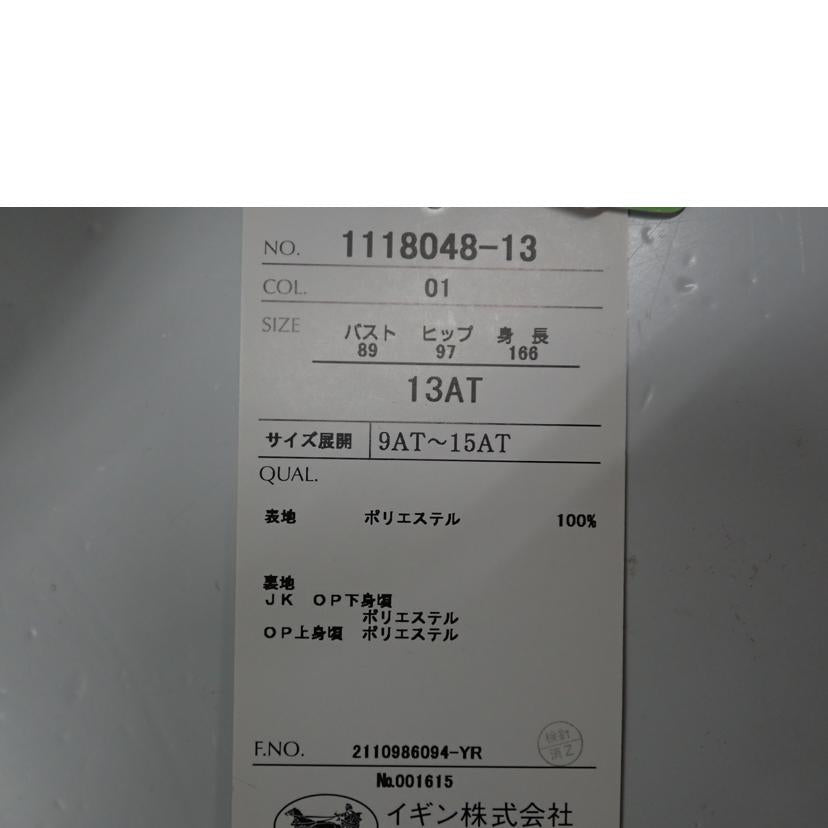 NO. 1118048-13
COL. 01
SIZE バスト ヒップ 身長
89 97 166
13AT
サイズ展開 9AT〜15AT
QUAL.
表地 ポリエステル 100%
裏地
JK OP下身頃
ポリエステル
OP上身頃 ポリエステル
検針
済Z
F.NO. 2110986094-YR
№001615
イギン株式会社